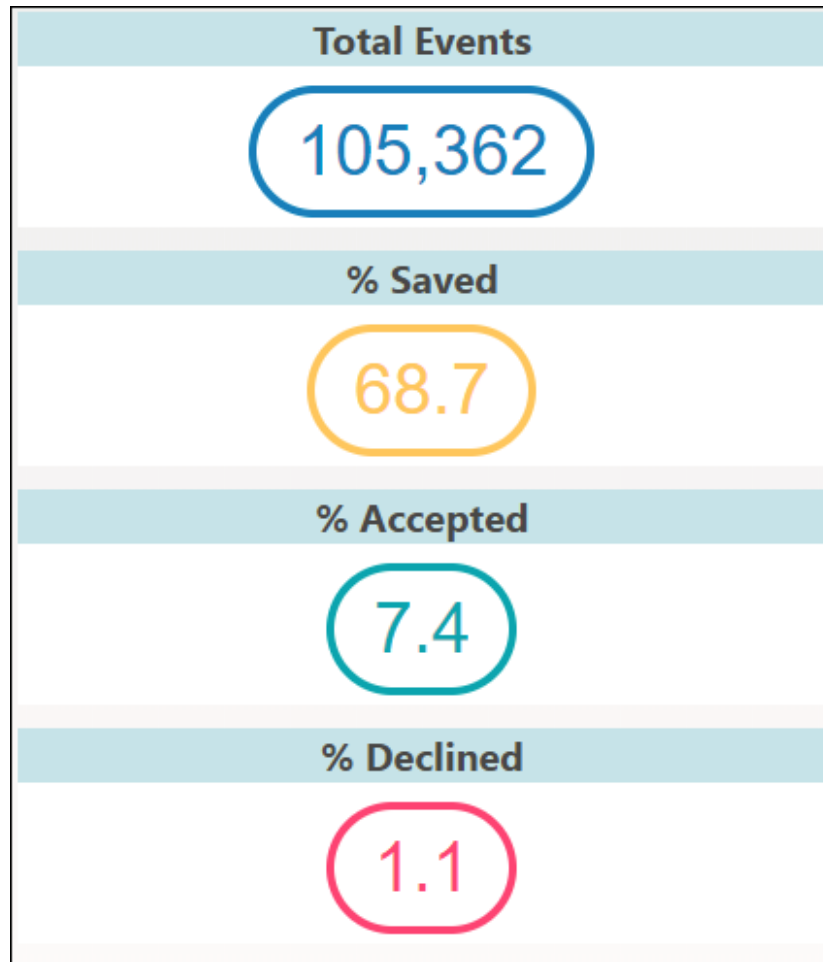 Total Events
105,362
% Saved
68.7
% Accepted
7.4
% Declined
1.1